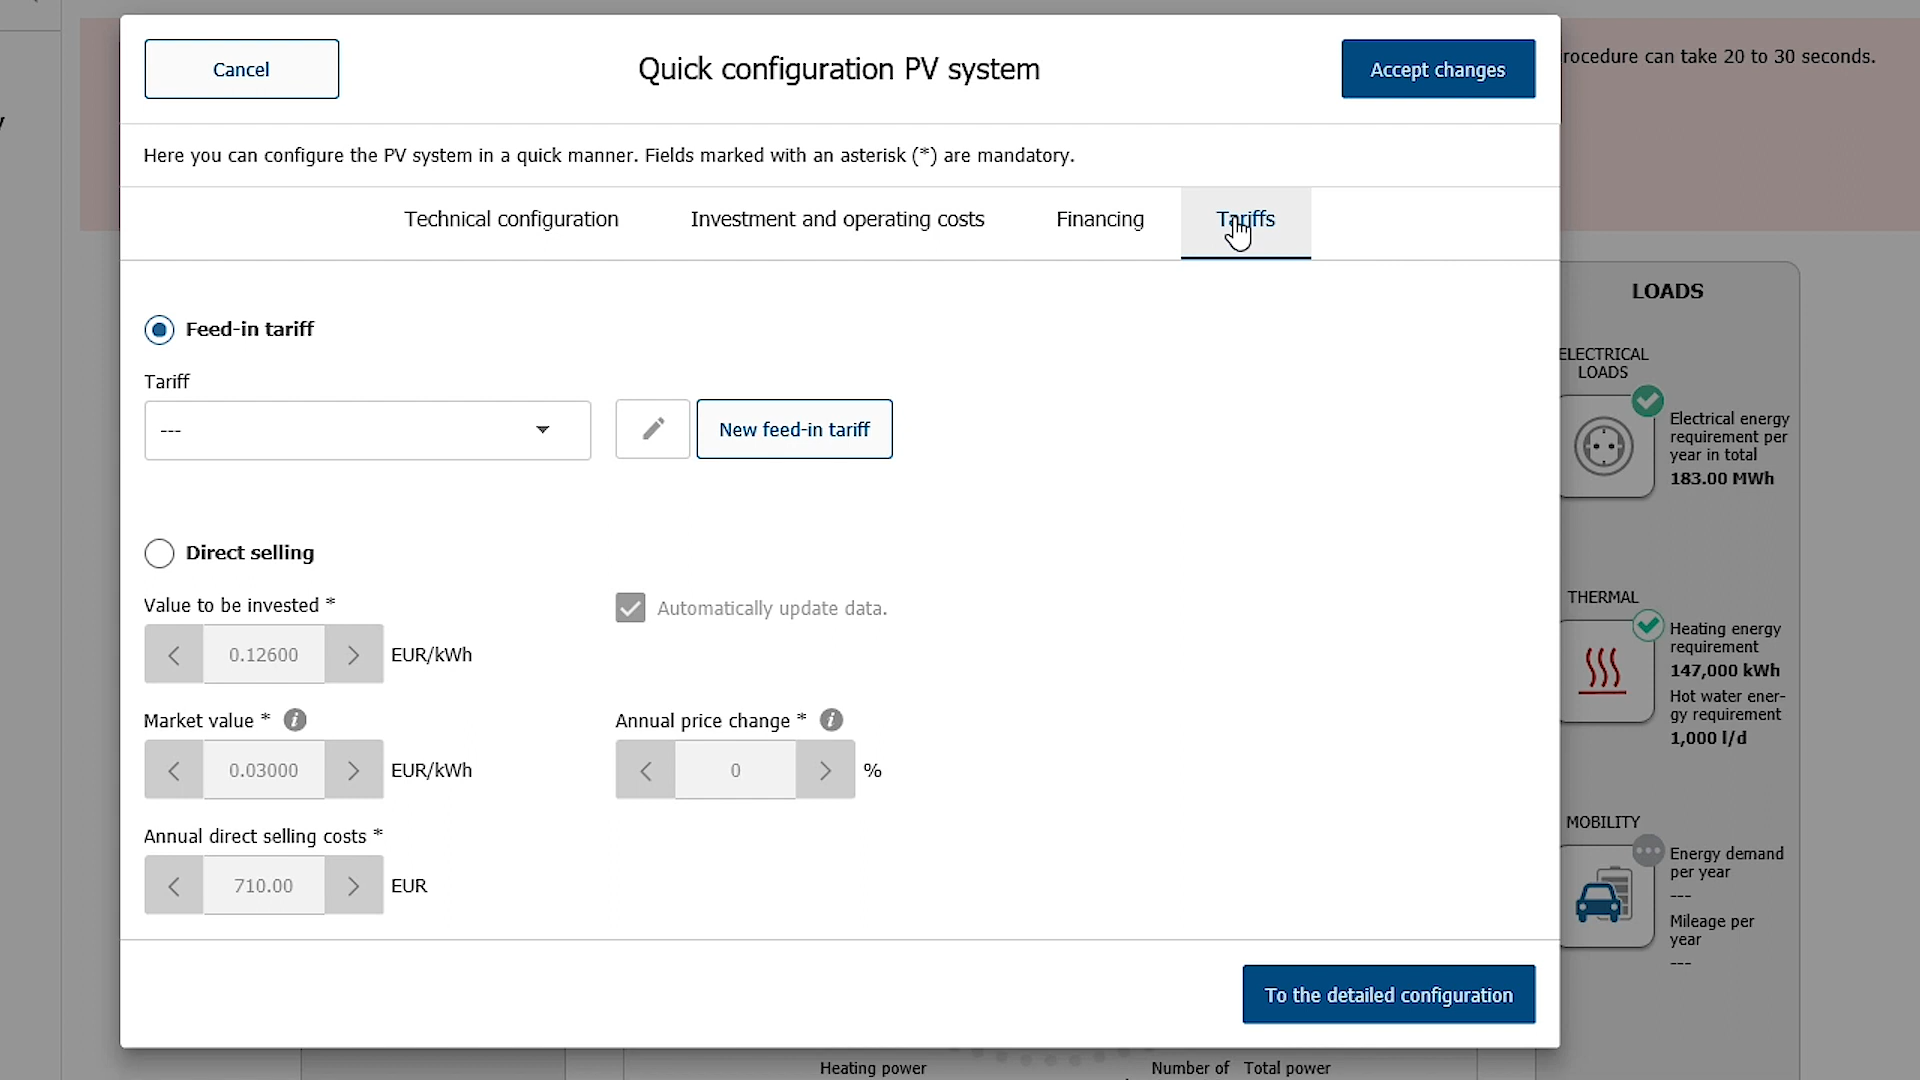 Cancel
Quick configuration PV system
Accept changes
rocedure can take 20 to 30 seconds.
Here you can configure the PV system in a quick manner. Fields marked with an asterisk (*) are mandatory.
Technical configuration
Investment and operating costs
Financing
Tariffs
Feed-in tariff
Tariff
---
New feed-in tariff
Direct selling
Value to be invested *
Automatically update data.
0.12600
EUR/kWh
Market value *
Annual price change *
0.03000
EUR/kWh
0
%
Annual direct selling costs *
710.00
EUR
To the detailed configuration
LOADS
ELECTRICAL
LOADS
Electrical energy
requirement per
year in total
183.00 MWh
THERMAL
Heating energy
requirement
147,000 kWh
Hot water ener-
gy requirement
1,000 l/d
MOBILITY
Energy demand
per year
---
Mileage per
year
---
Heating power
Number of
Total power